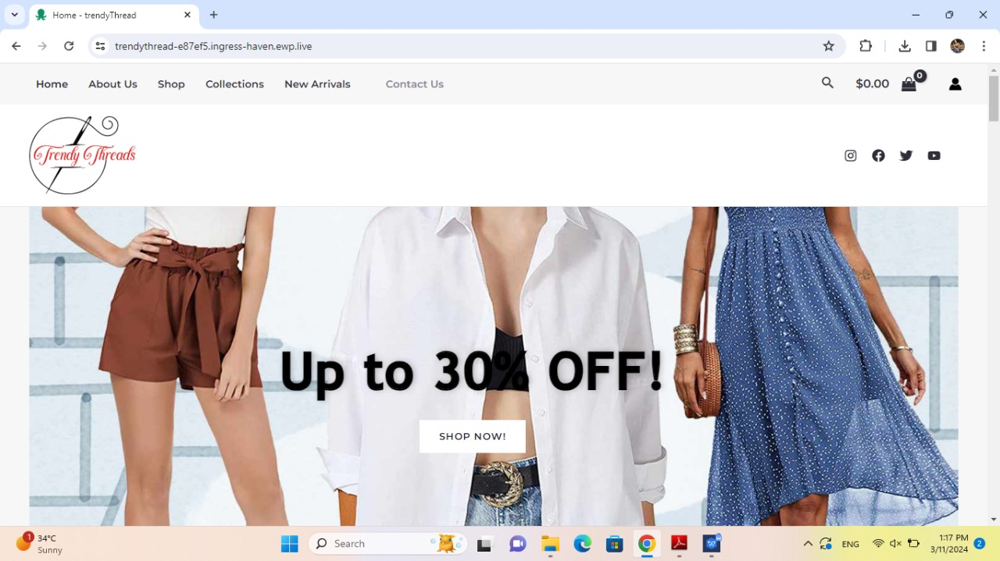 Home - trendyThread
trendythread-e87ef5.ingress-haven.ewp.live
Home About Us Shop Collections New Arrivals Contact Us $0.00 0
Trendy Threads
Up to 30% OFF!
SHOP NOW!
1 34°C
Sunny
Search
ENG
1:17 PM
3/11/2024
2